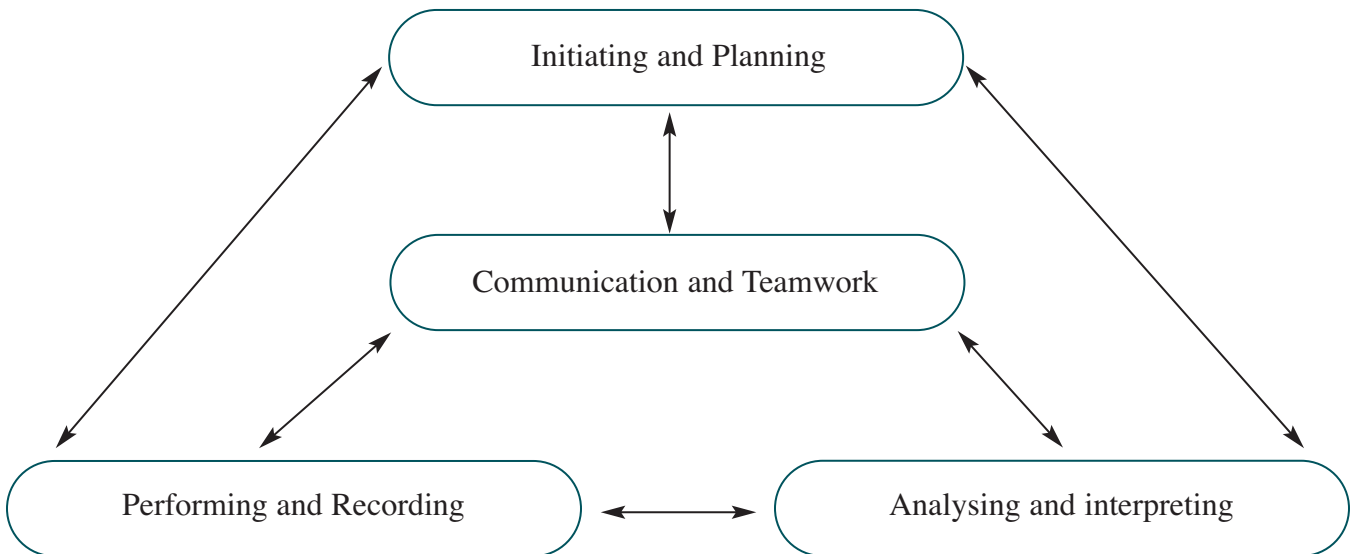 Initiating and Planning
Communication and Teamwork
Performing and Recording
Analysing and interpreting